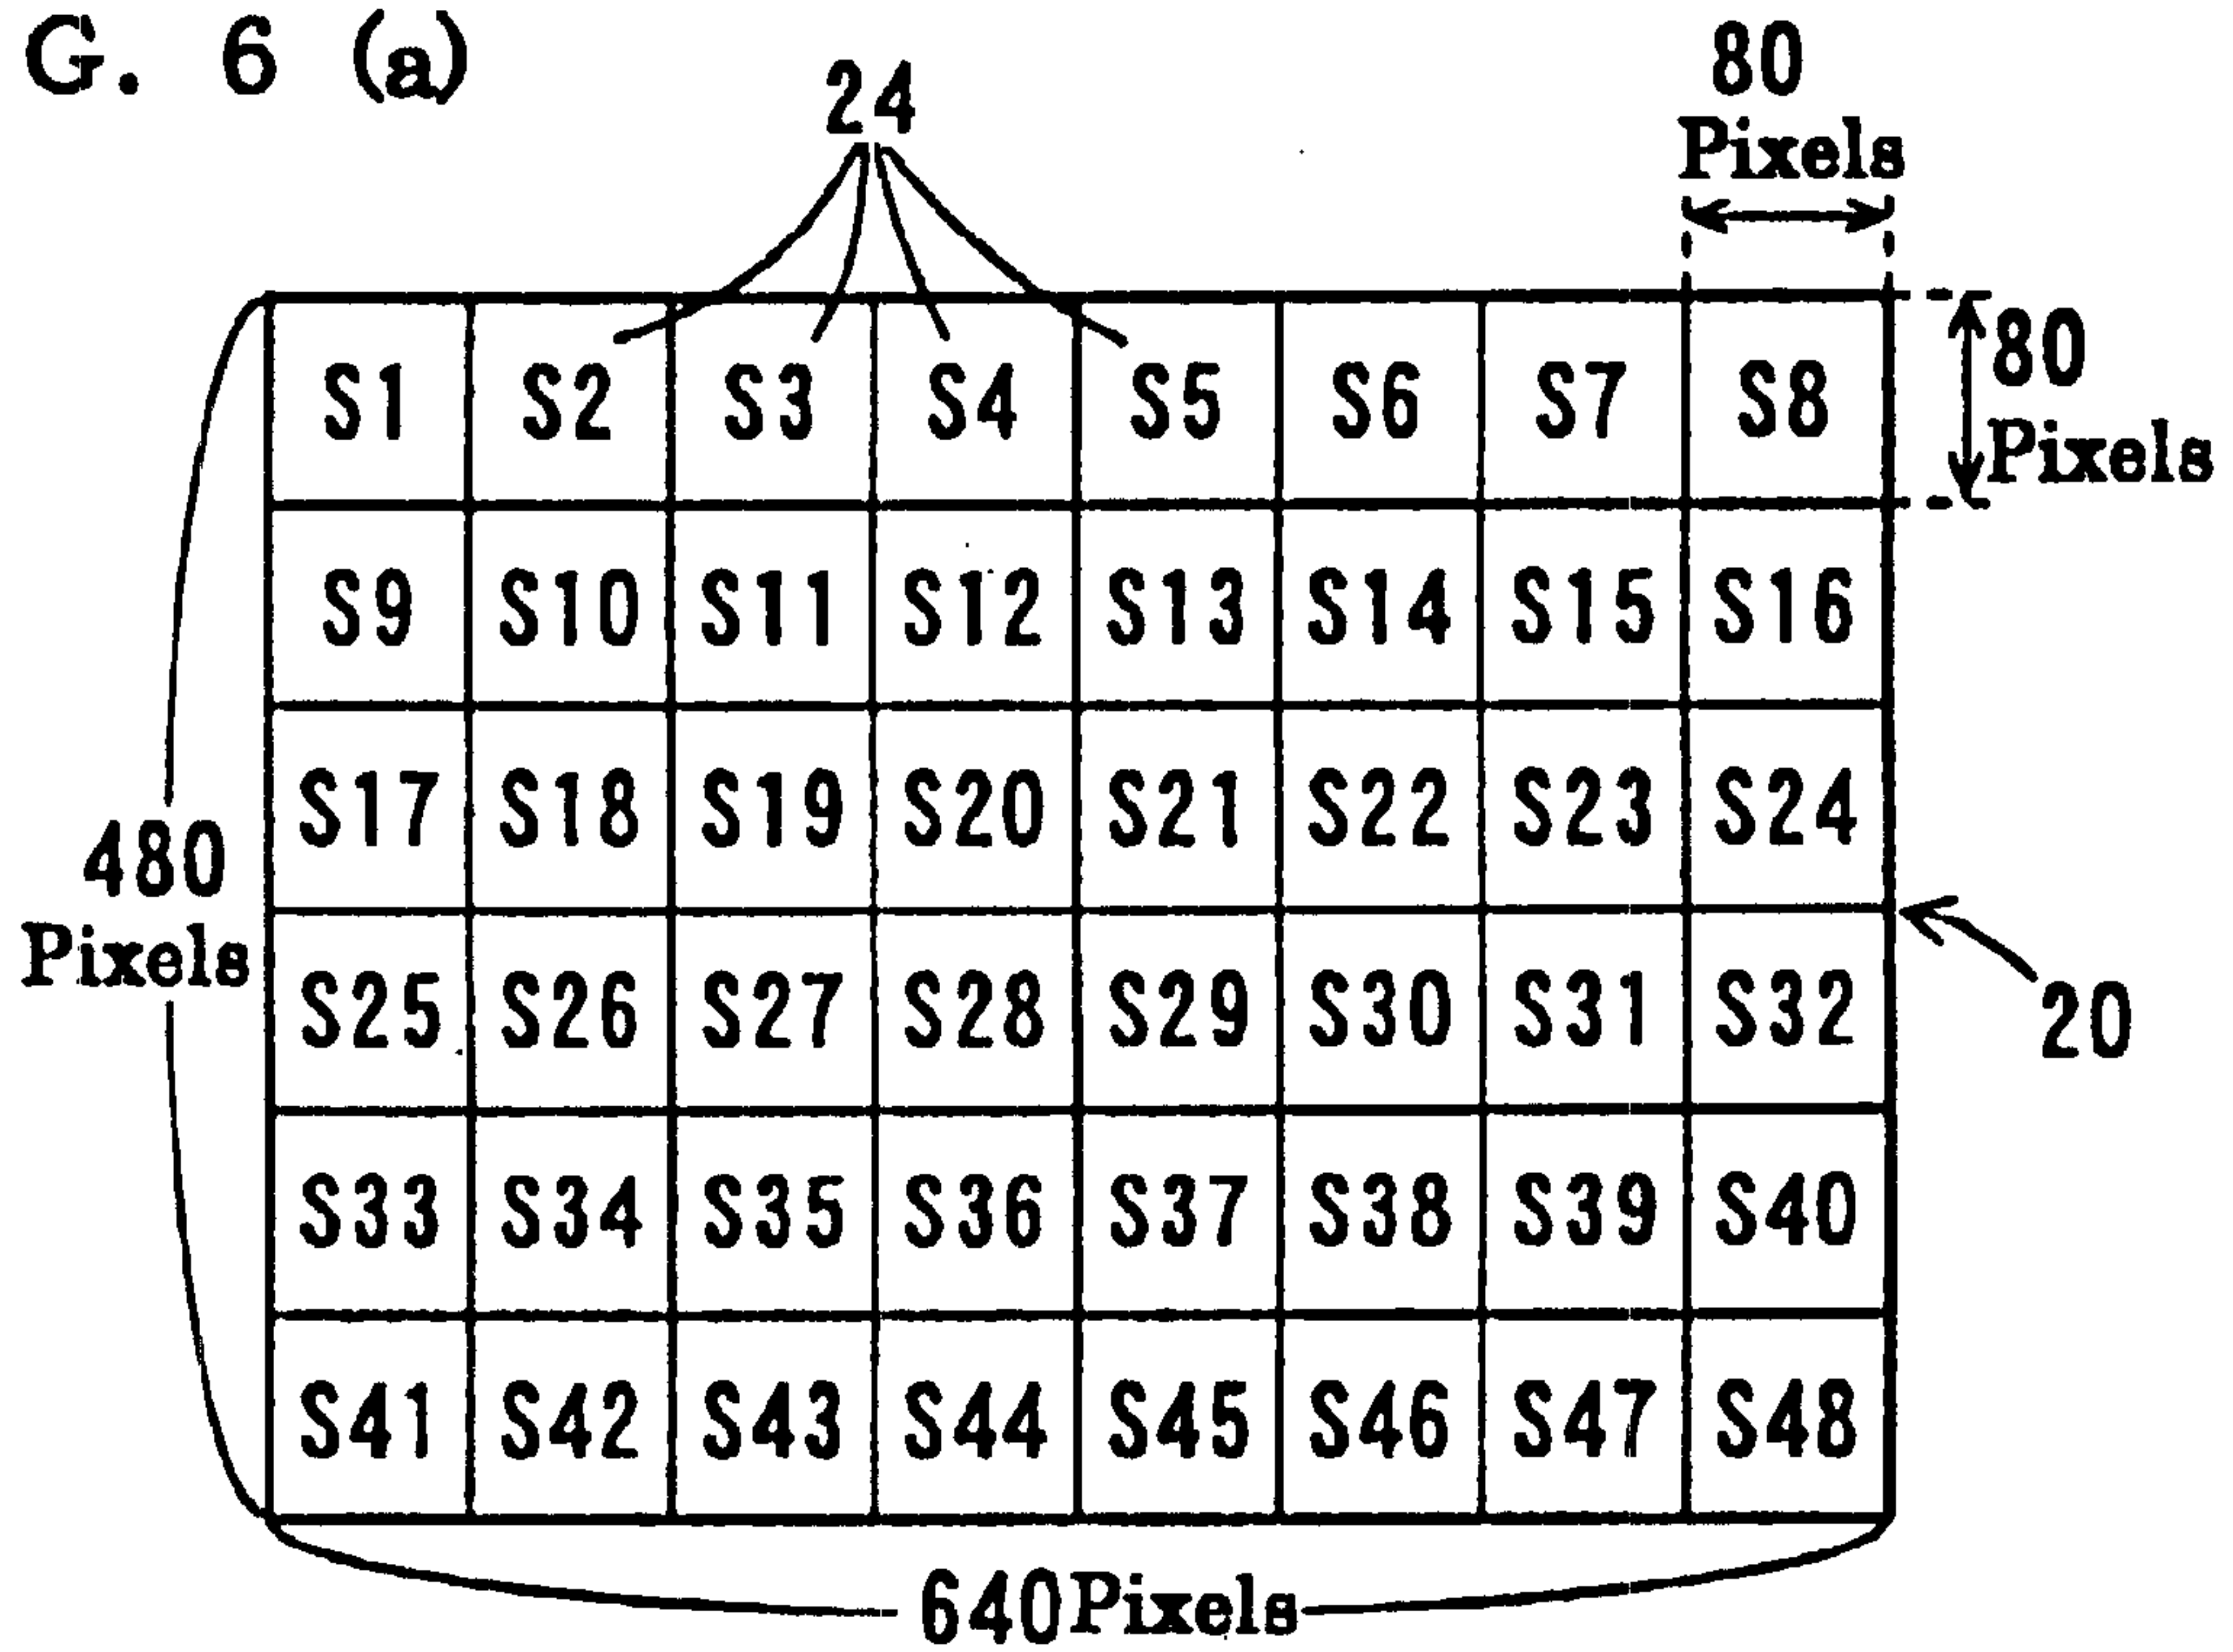 G. 6 (a)
24
80
Pixels
80
Pixels
S1 S2 S3 S4 S5 S6 S7 S8
S9 S10 S11 S12 S13 S14 S15 S16
S17 S18 S19 S20 S21 S22 S23 S24
480
Pixels
S25 S26 S27 S28 S29 S30 S31 S32
20
S33 S34 S35 S36 S37 S38 S39 S40
S41 S42 S43 S44 S45 S46 S47 S48
640 Pixels